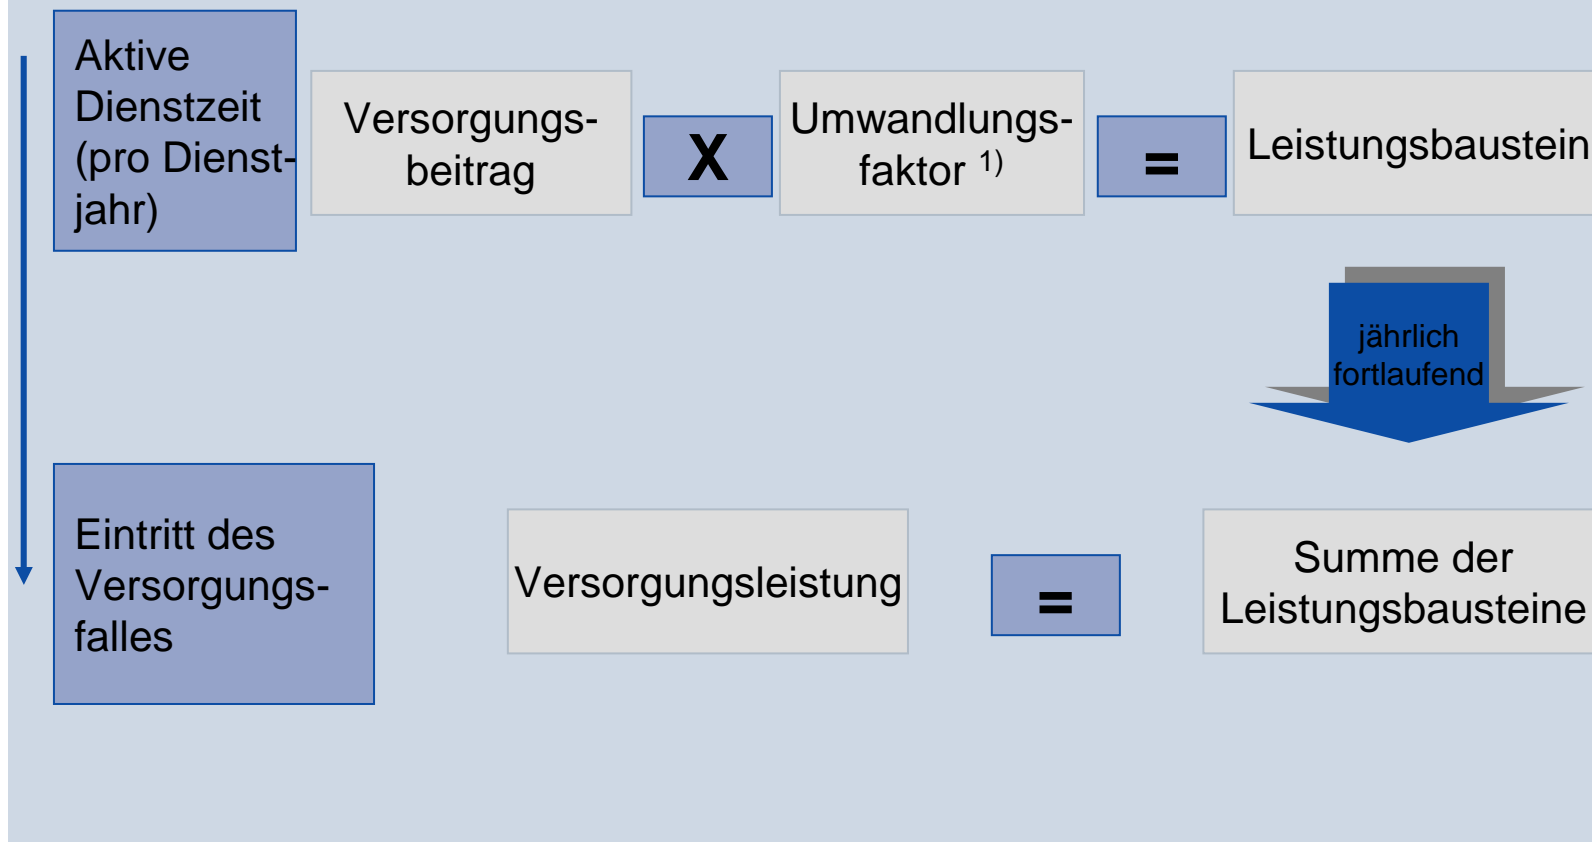 Aktive
Dienstzeit
(pro Dienst-
jahr)
Versorgungs-
beitrag
X
Umwandlungs-
faktor ¹⁾
=
Leistungsbaustein
jährlich
fortlaufend
Eintritt des
Versorgungs-
falles
Versorgungsleistung
=
Summe der
Leistungsbausteine